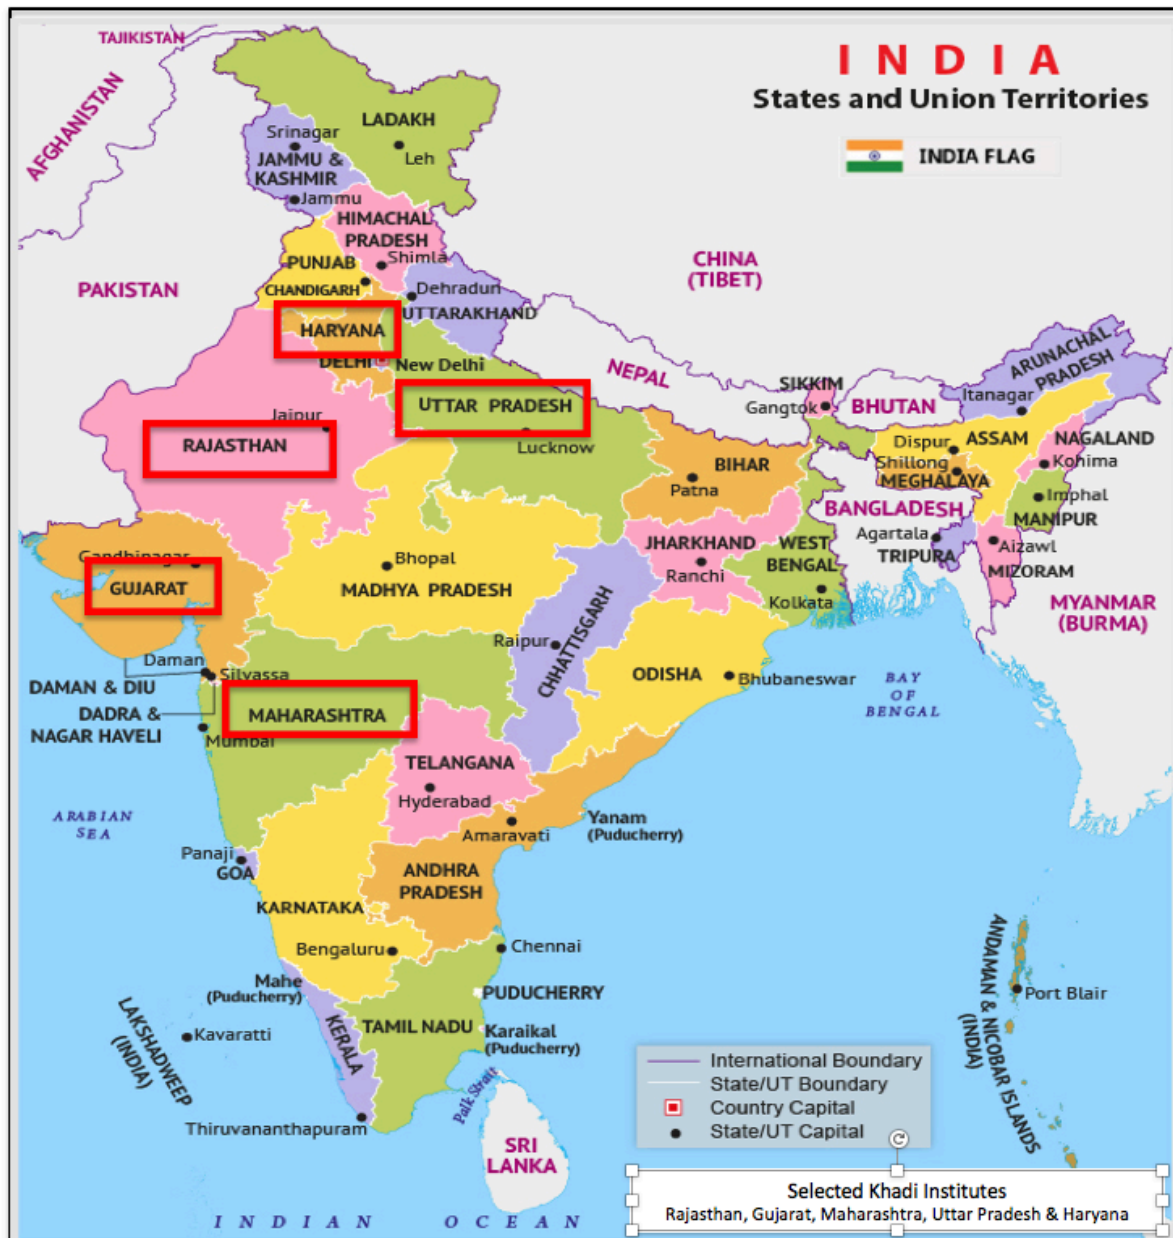 INDIA
States and Union Territories
INDIA FLAG
TAJIKISTAN
AFGHANISTAN
PAKISTAN
CHINA
(TIBET)
NEPAL
BHUTAN
BANGLADESH
MYANMAR
(BURMA)
SRI
LANKA
LADAKH
Leh
Srinagar
JAMMU &
KASHMIR
Jammu
HIMACHAL
PRADESH
Shimla
PUNJAB
CHANDIGARH
Dehradun
UTTARAKHAND
HARYANA
DELHI
New Delhi
UTTAR PRADESH
Lucknow
Jaipur
RAJASTHAN
SIKKIM
Gangtok
ARUNACHAL
PRADESH
Itanagar
ASSAM
Dispur
NAGALAND
Kohima
Shillong
MEGHALAYA
Imphal
MANIPUR
Agartala
TRIPURA
Aizawl
MIZORAM
BIHAR
Patna
JHARKHAND
Ranchi
WEST
BENGAL
Kolkata
Gandhinagar
GUJARAT
Bhopal
MADHYA PRADESH
CHHATTISGARH
Raipur
ODISHA
Bhubaneswar
Daman
Silvassa
DAMAN & DIU
DADRA &
NAGAR HAVELI
MAHARASHTRA
Mumbai
TELANGANA
Hyderabad
Amaravati
Yanam
(Puducherry)
ANDHRA
PRADESH
Panaji
GOA
KARNATAKA
Bengaluru
Chennai
Mahe
(Puducherry)
PUDUCHERRY
TAMIL NADU
Karaikal
(Puducherry)
KERALA
Thiruvananthapuram
LAKSHADWEEP
(INDIA)
Kavaratti
ANDAMAN & NICOBAR ISLANDS
(INDIA)
Port Blair
ARABIAN
SEA
BAY
OF
BENGAL
Palk Strait
INDIAN OCEAN
International Boundary
State/UT Boundary
Country Capital
State/UT Capital
Selected Khadi Institutes
Rajasthan, Gujarat, Maharashtra, Uttar Pradesh & Haryana